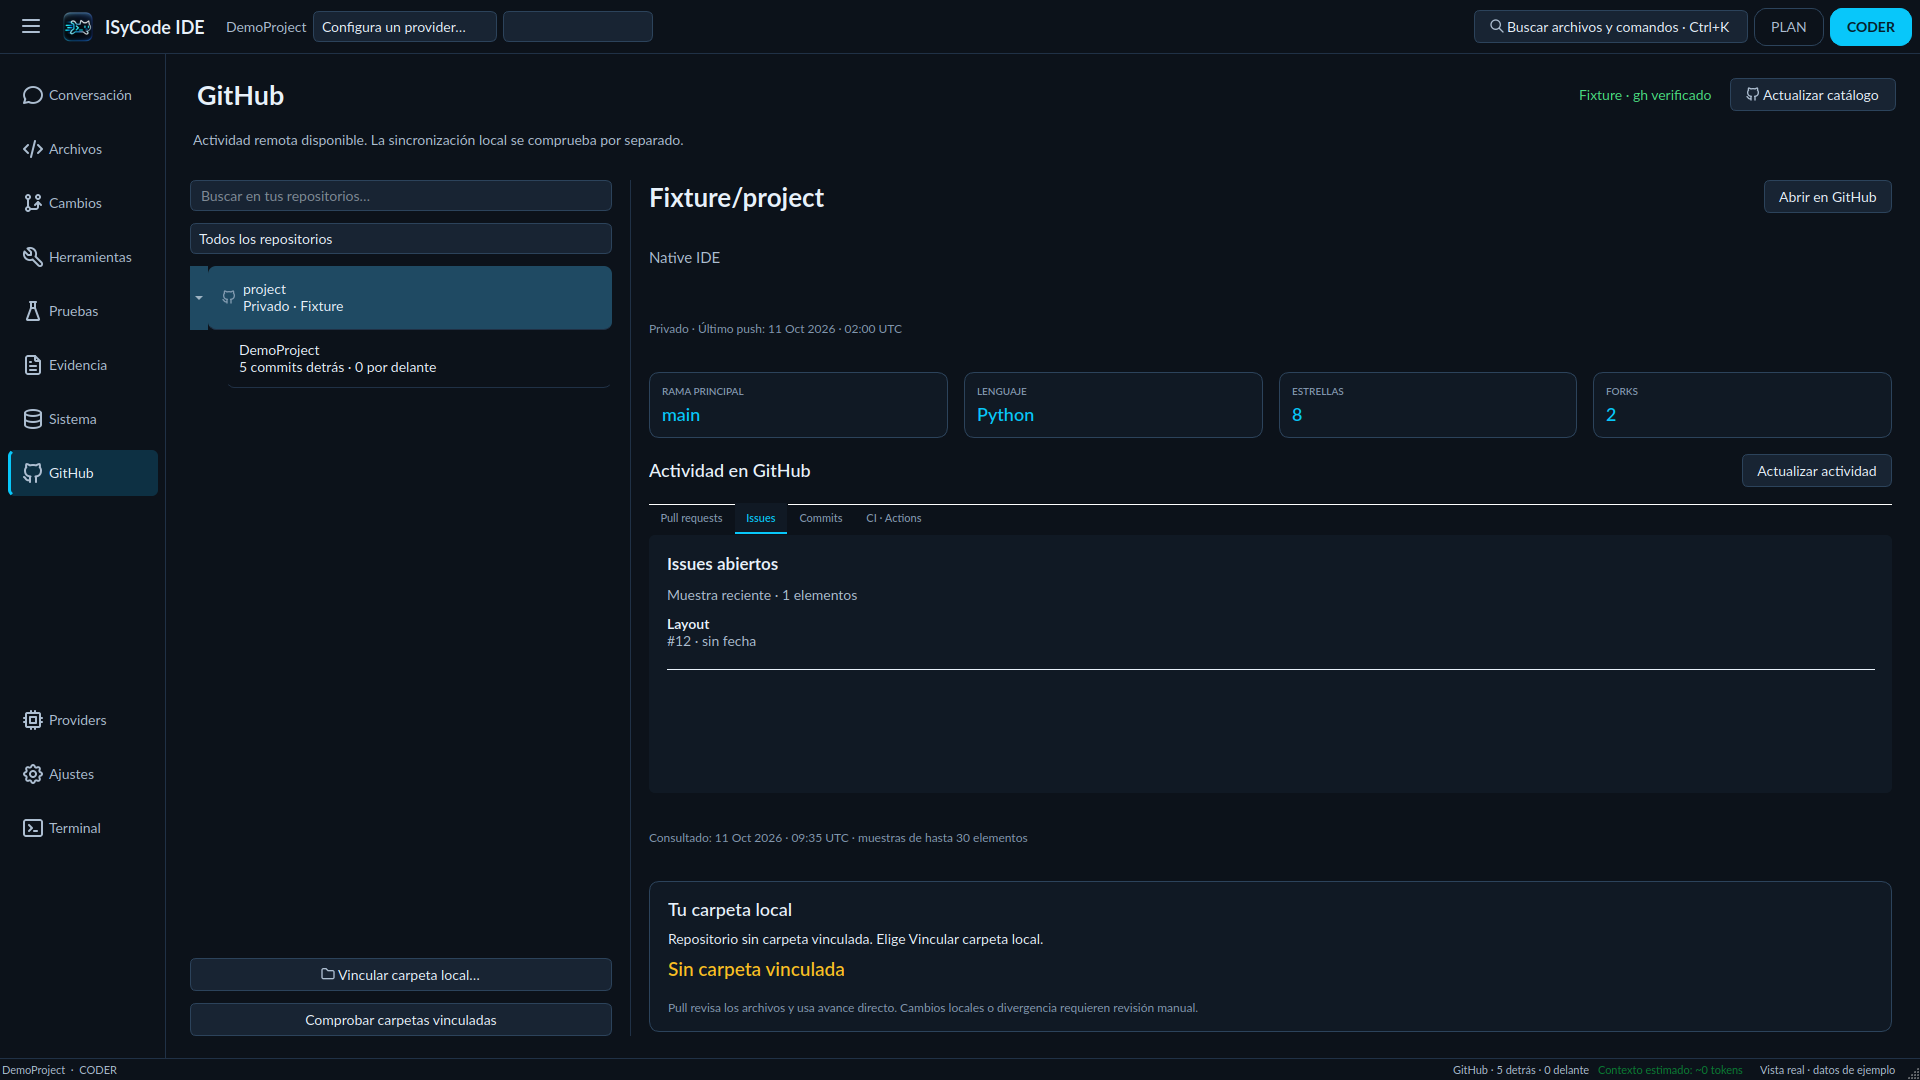 ISyCode IDE
DemoProject
Configura un provider...
Buscar archivos y comandos · Ctrl+K
PLAN
CODER
Conversación
Archivos
Cambios
Herramientas
Pruebas
Evidencia
Sistema
GitHub
Providers
Ajustes
Terminal
GitHub
Fixture · gh verificado
Actualizar catálogo
Actividad remota disponible. La sincronización local se comprueba por separado.
Buscar en tus repositorios...
Todos los repositorios
project
Privado · Fixture
DemoProject
5 commits detrás · 0 por delante
Vincular carpeta local...
Comprobar carpetas vinculadas
Fixture/project
Abrir en GitHub
Native IDE
Privado · Último push: 11 Oct 2026 · 02:00 UTC
RAMA PRINCIPAL
main
LENGUAJE
Python
ESTRELLAS
8
FORKS
2
Actividad en GitHub
Actualizar actividad
Pull requests
Issues
Commits
CI · Actions
Issues abiertos
Muestra reciente · 1 elementos
Layout
#12 · sin fecha
Consultado: 11 Oct 2026 · 09:35 UTC · muestras de hasta 30 elementos
Tu carpeta local
Repositorio sin carpeta vinculada. Elige Vincular carpeta local.
Sin carpeta vinculada
Pull revisa los archivos y usa avance directo. Cambios locales o divergencia requieren revisión manual.
DemoProject · CODER
GitHub · 5 detrás · 0 delante
Contexto estimado: ~0 tokens
Vista real · datos de ejemplo